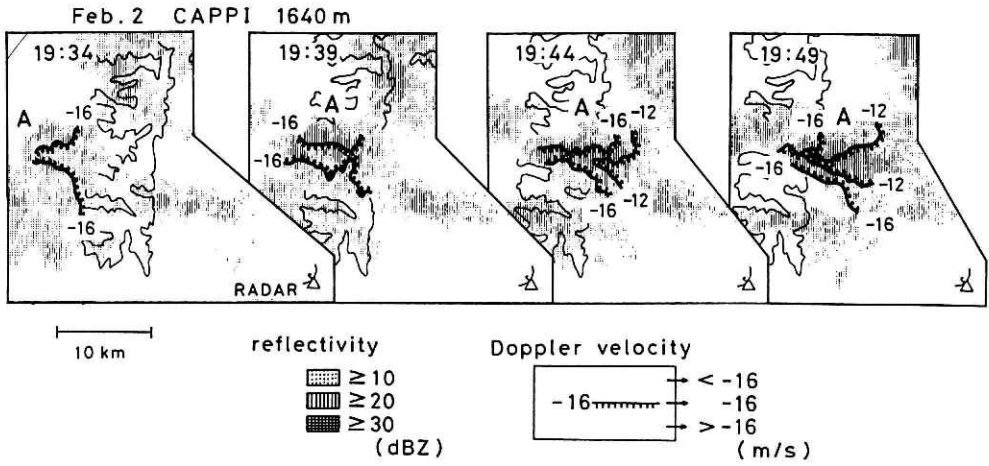 Feb. 2 CAPPI 1640 m
19:34
A
-16
-16
RADAR
19:39
A
-16
-16
19:44
A
-16
-12
-16
-12
19:49
A
-16
-12
-16
-12
-16
10 km
reflectivity
≥10
≥20
≥30
(dBZ)
Doppler velocity
< -16
-16 -16
> -16
(m/s)